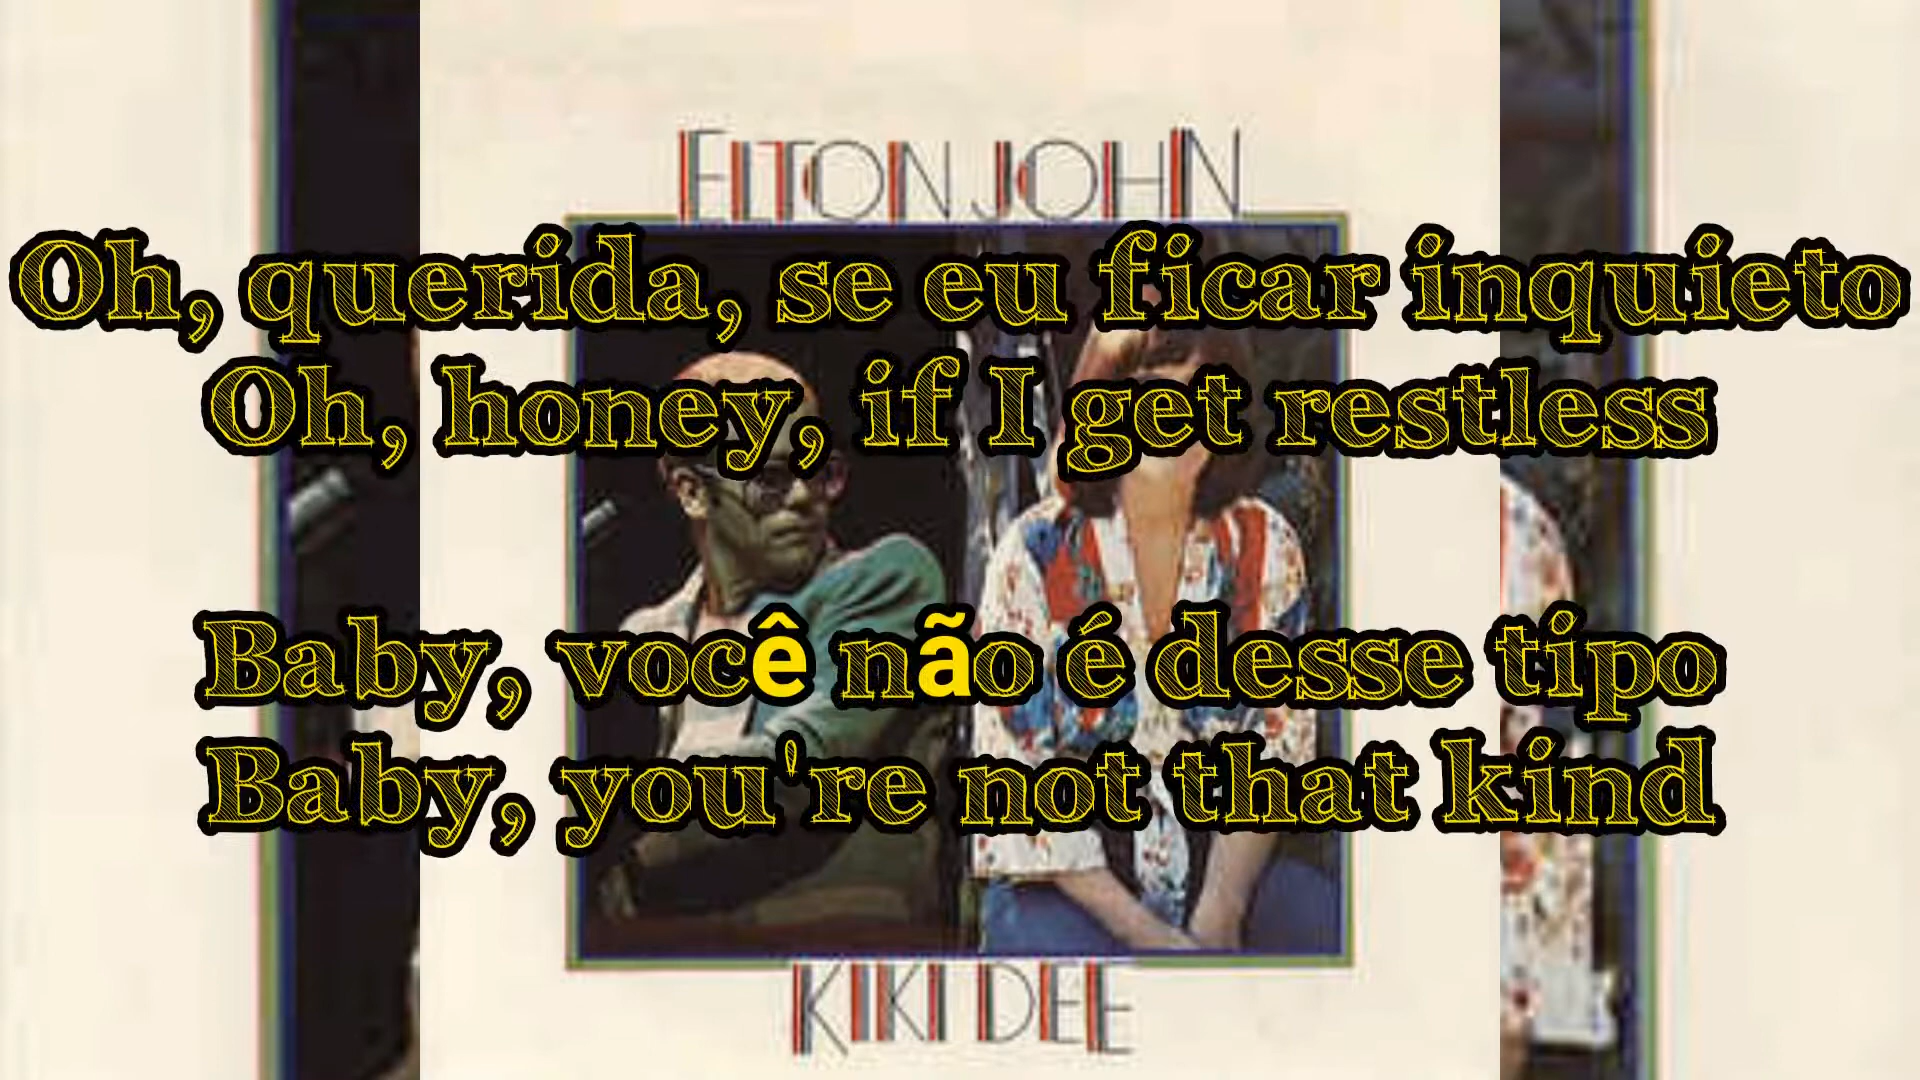 ELTON JOHN
Oh, querida, se eu ficar inquieto
Oh, honey, if I get restless
Baby, você não é desse tipo
Baby, you're not that kind
KIKI DEE